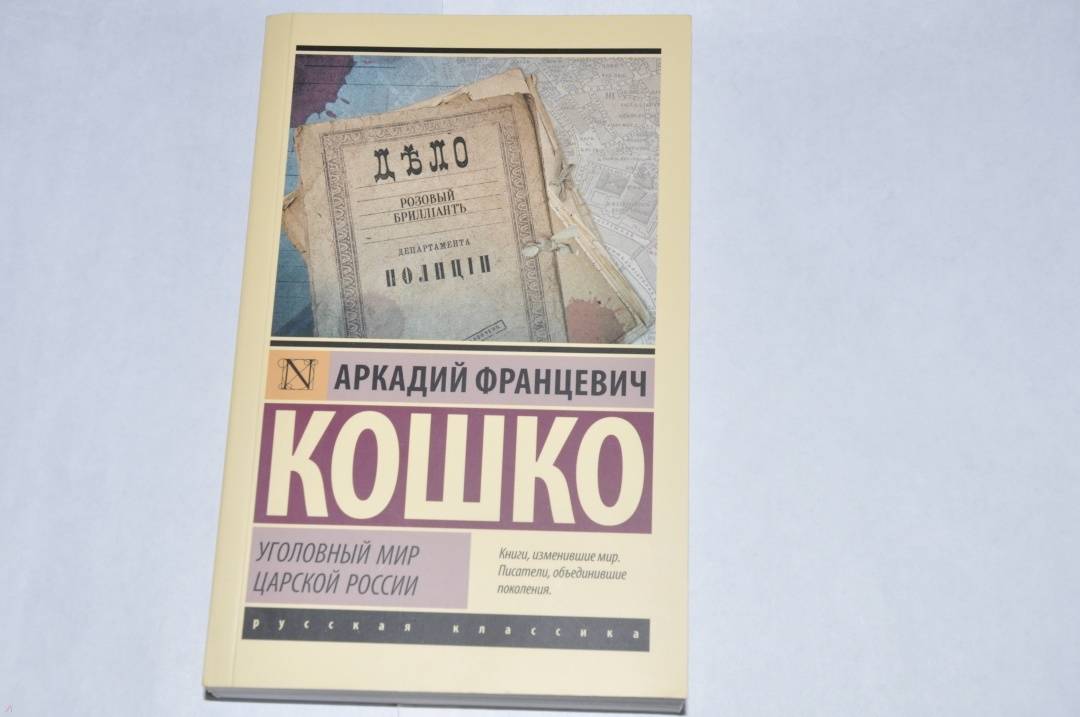 ДѢЛО
РОЗОВЫЙ
БРИЛЛІАНТЪ
ДЕПАРТАМЕНТА
ПОЛИЦІИ
N
АРКАДИЙ ФРАНЦЕВИЧ
КОШКО
УГОЛОВНЫЙ МИР
ЦАРСКОЙ РОССИИ
Книги, изменившие мир.
Писатели, объединившие
поколения.
русская классика